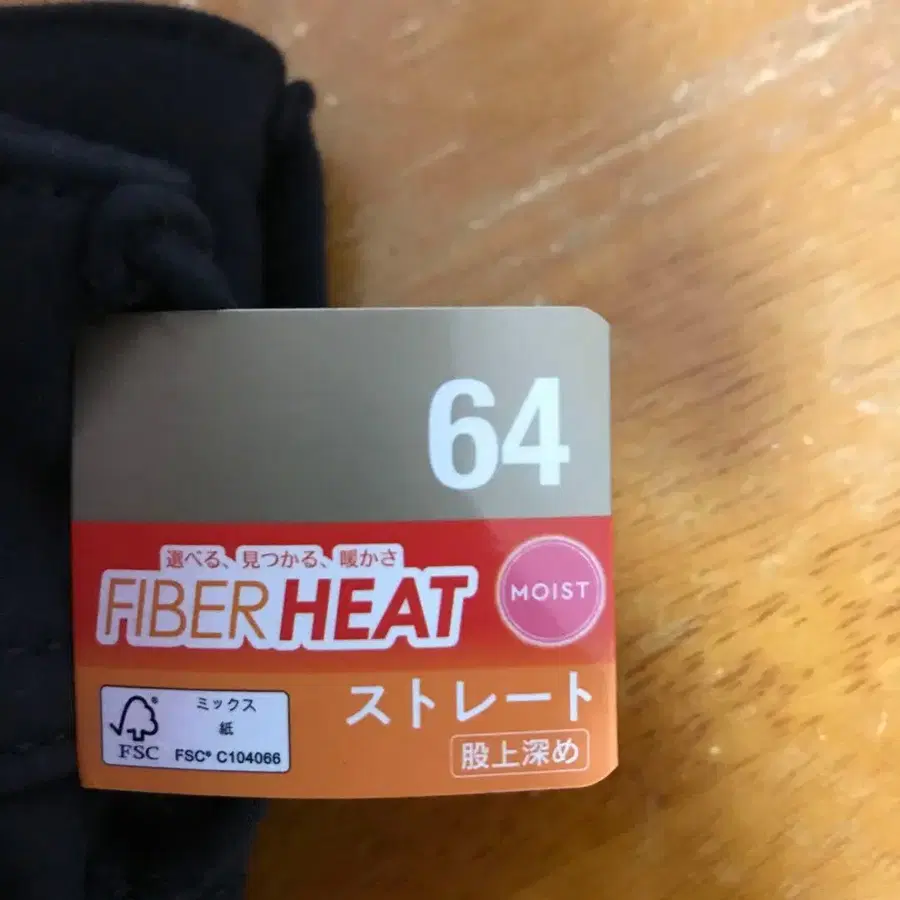 64
選べる、見つかる、暖かさ
FIBER HEAT
MOIST
ストレート
股上深め
ミックス
紙
FSC
FSC® C104066